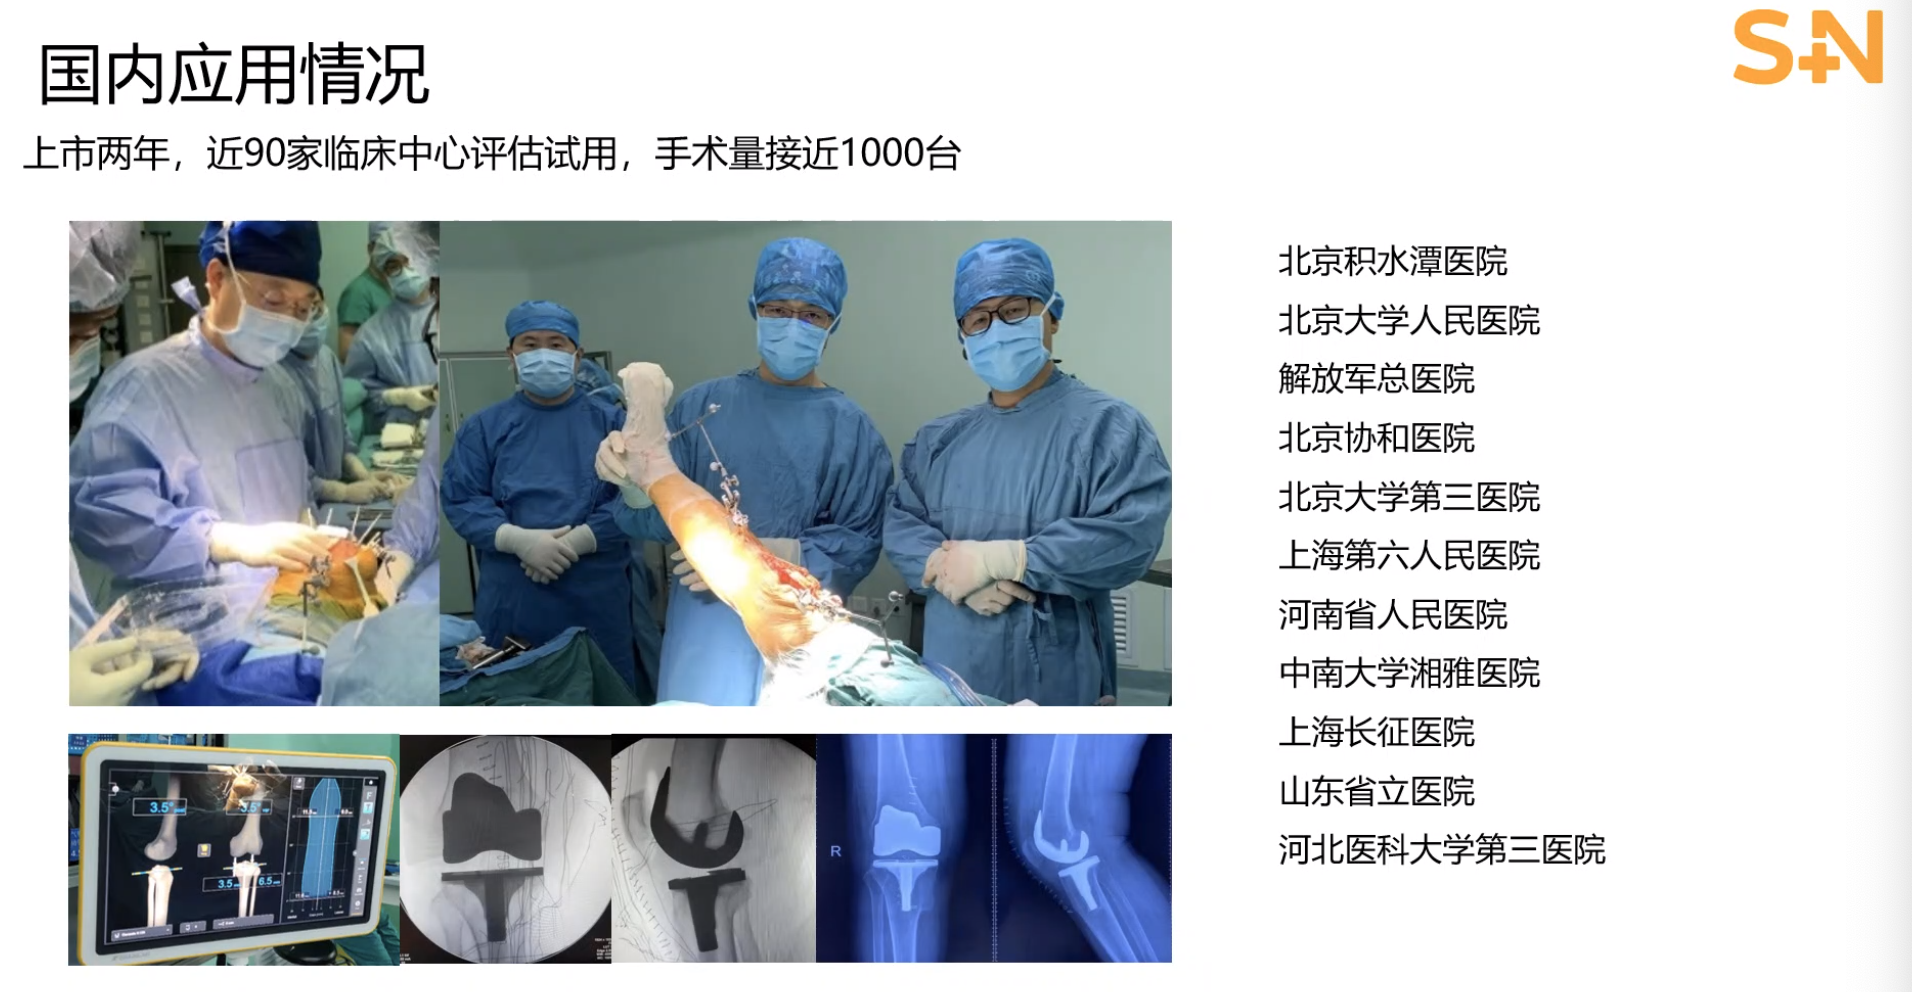 国内应用情况
S+N
上市两年，近90家临床中心评估试用，手术量接近1000台
北京积水潭医院
北京大学人民医院
解放军总医院
北京协和医院
北京大学第三医院
上海第六人民医院
河南省人民医院
中南大学湘雅医院
上海长征医院
山东省立医院
河北医科大学第三医院
3.5°
3.5°
3.5
6.5
R